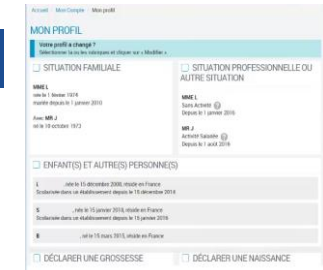 Accueil Mon Compte Mon profil
MON PROFIL
Votre profil a changé ?
Sélectionner la ou les rubriques et cliquer sur « Modifier »
SITUATION FAMILIALE
MME L
née le 1 février 1974
mariée depuis le 1 janvier 2010
Avec MR J
né le 10 octobre 1973
SITUATION PROFESSIONNELLE OU AUTRE SITUATION
MME L
Sans Activité
Depuis le 1 janvier 2016
MR J
Activité Salariée
Depuis le 1 août 2016
ENFANT(S) ET AUTRE(S) PERSONNE(S)
L , née le 15 décembre 2000, réside en France
Scolarisée dans un établissement depuis le 15 décembre 2016
S , née le 15 janvier 2010, réside en France
Scolarisée dans un établissement depuis le 15 janvier 2016
B , né le 15 mars 2015, réside en France
DÉCLARER UNE GROSSESSE
DÉCLARER UNE NAISSANCE